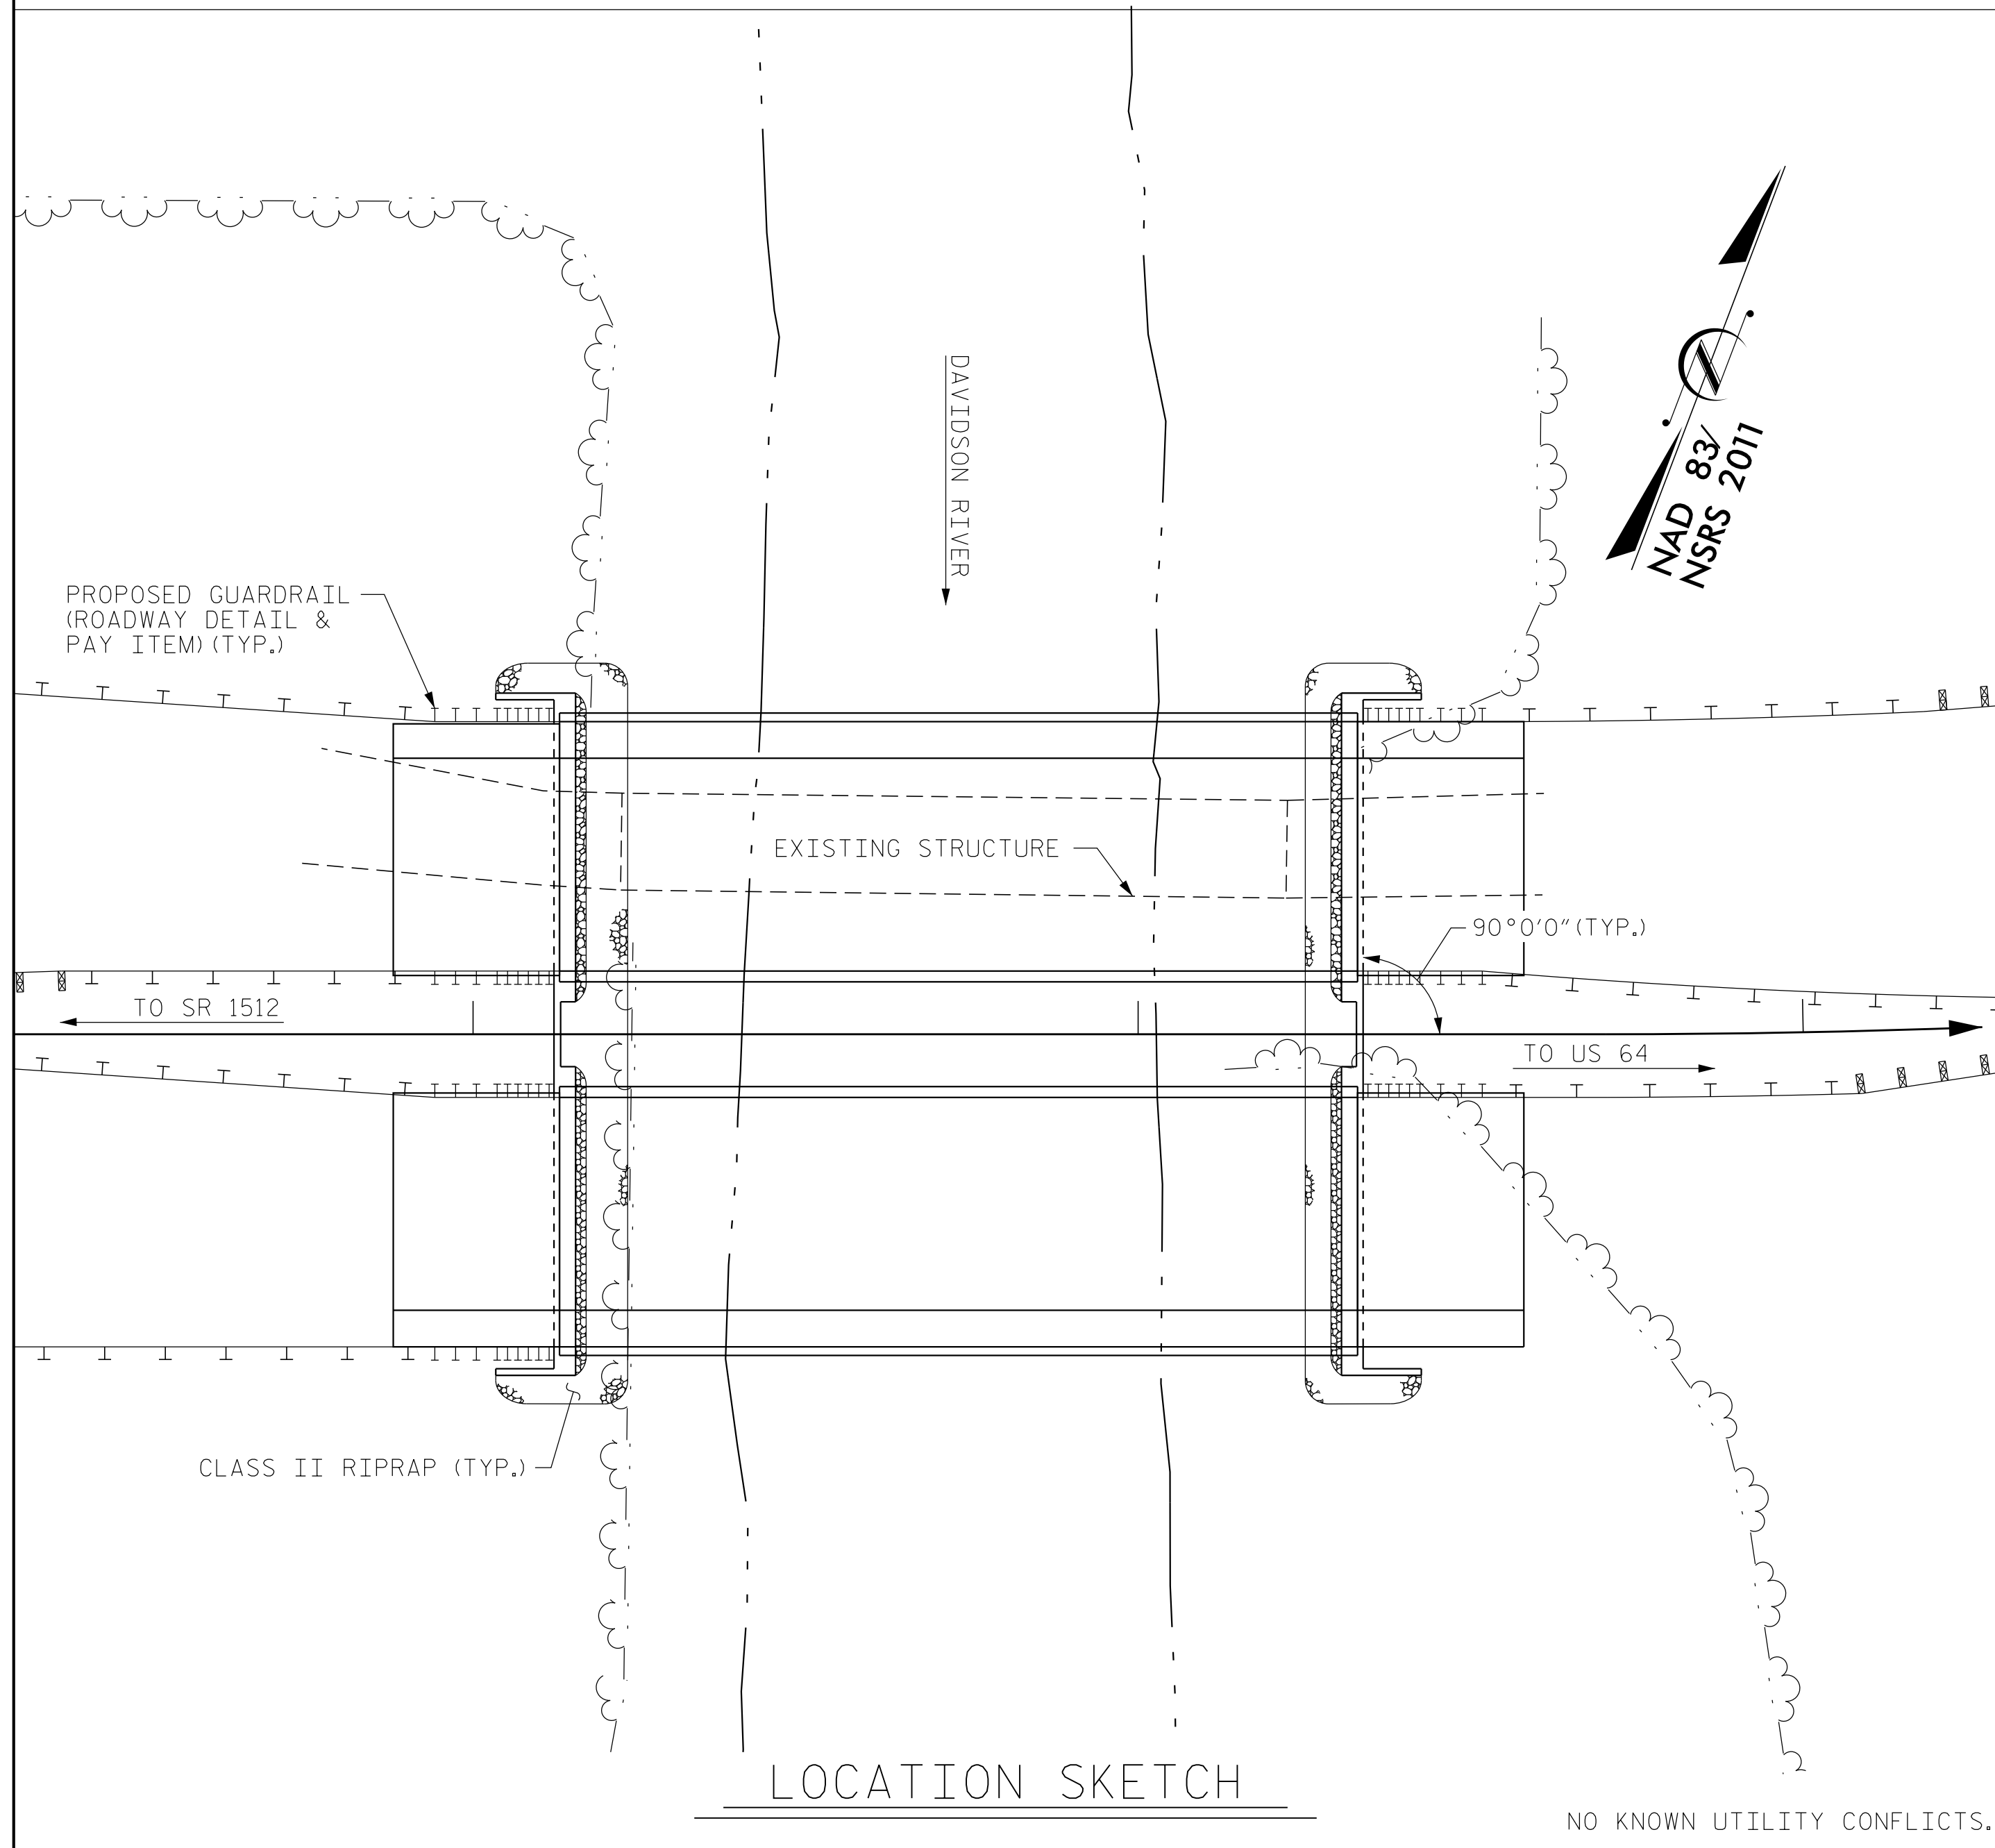 DAVIDSON RIVER
NAD 83/
NSRS 2011
PROPOSED GUARDRAIL
(ROADWAY DETAIL &
PAY ITEM)(TYP.)
EXISTING STRUCTURE
90°0'0"(TYP.)
TO SR 1512
TO US 64
CLASS II RIPRAP (TYP.)
LOCATION SKETCH
NO KNOWN UTILITY CONFLICTS.